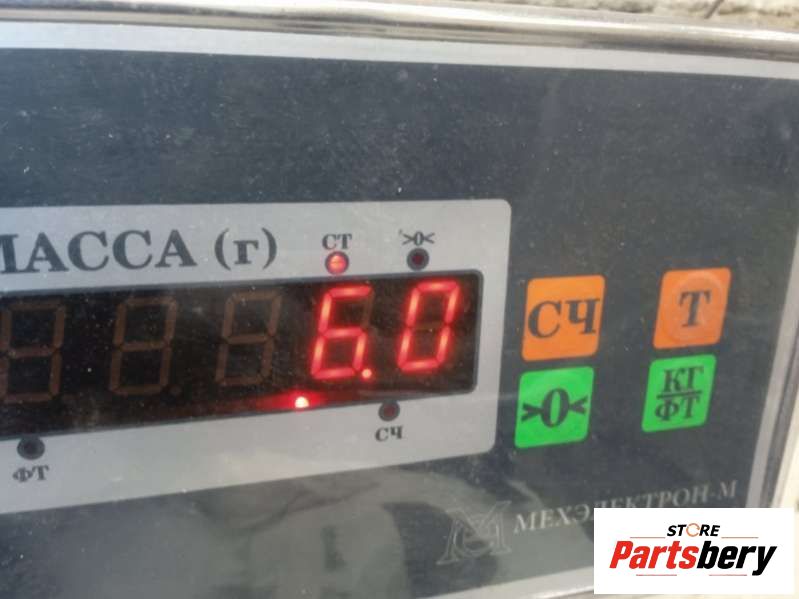 МАССА (г)
СТ
>0<
6.0
СЧ
Т
>0<
КГ
ФТ
ФТ
СЧ
МЕХЭЛЕКТРОН-М
STORE
Partsbery